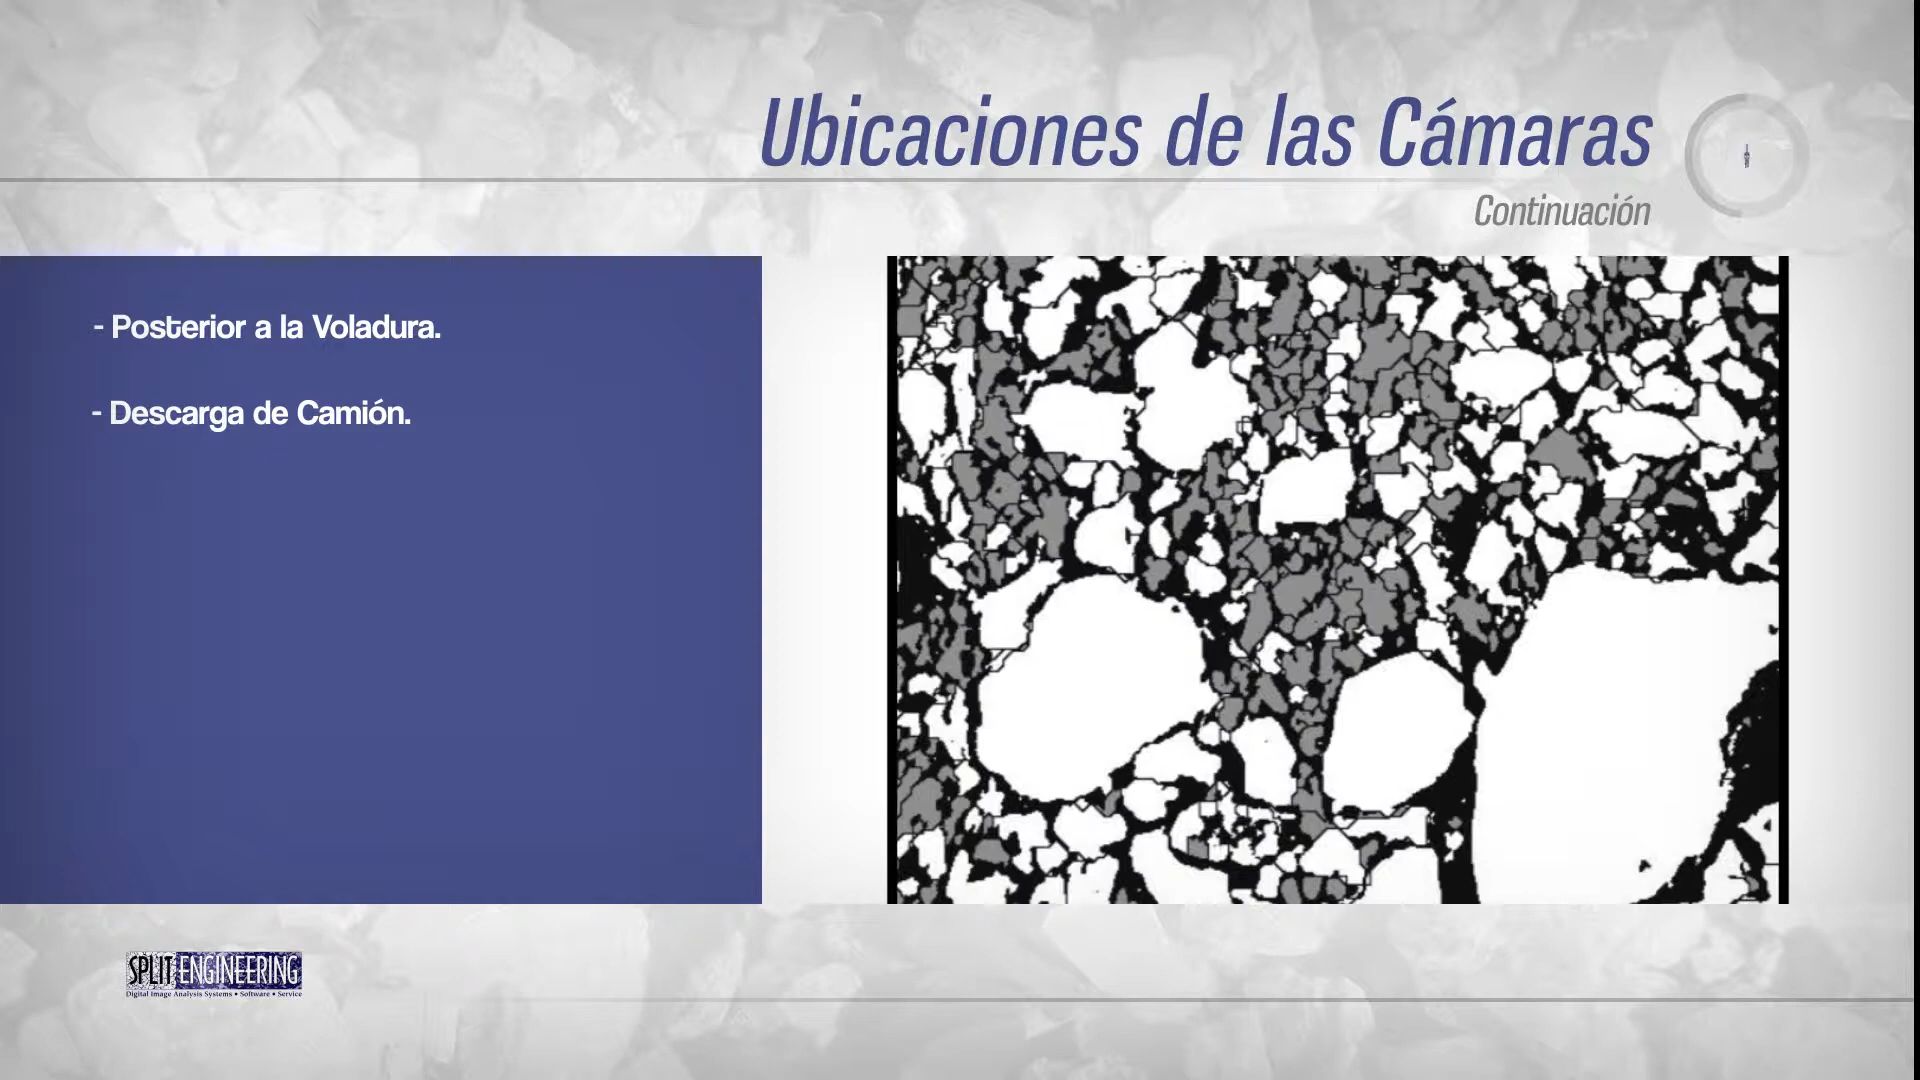 Ubicaciones de las Cámaras
Continuación
- Posterior a la Voladura.
- Descarga de Camión.
SPLIT ENGINEERING
Digital Image Analysis Systems • Software • Service